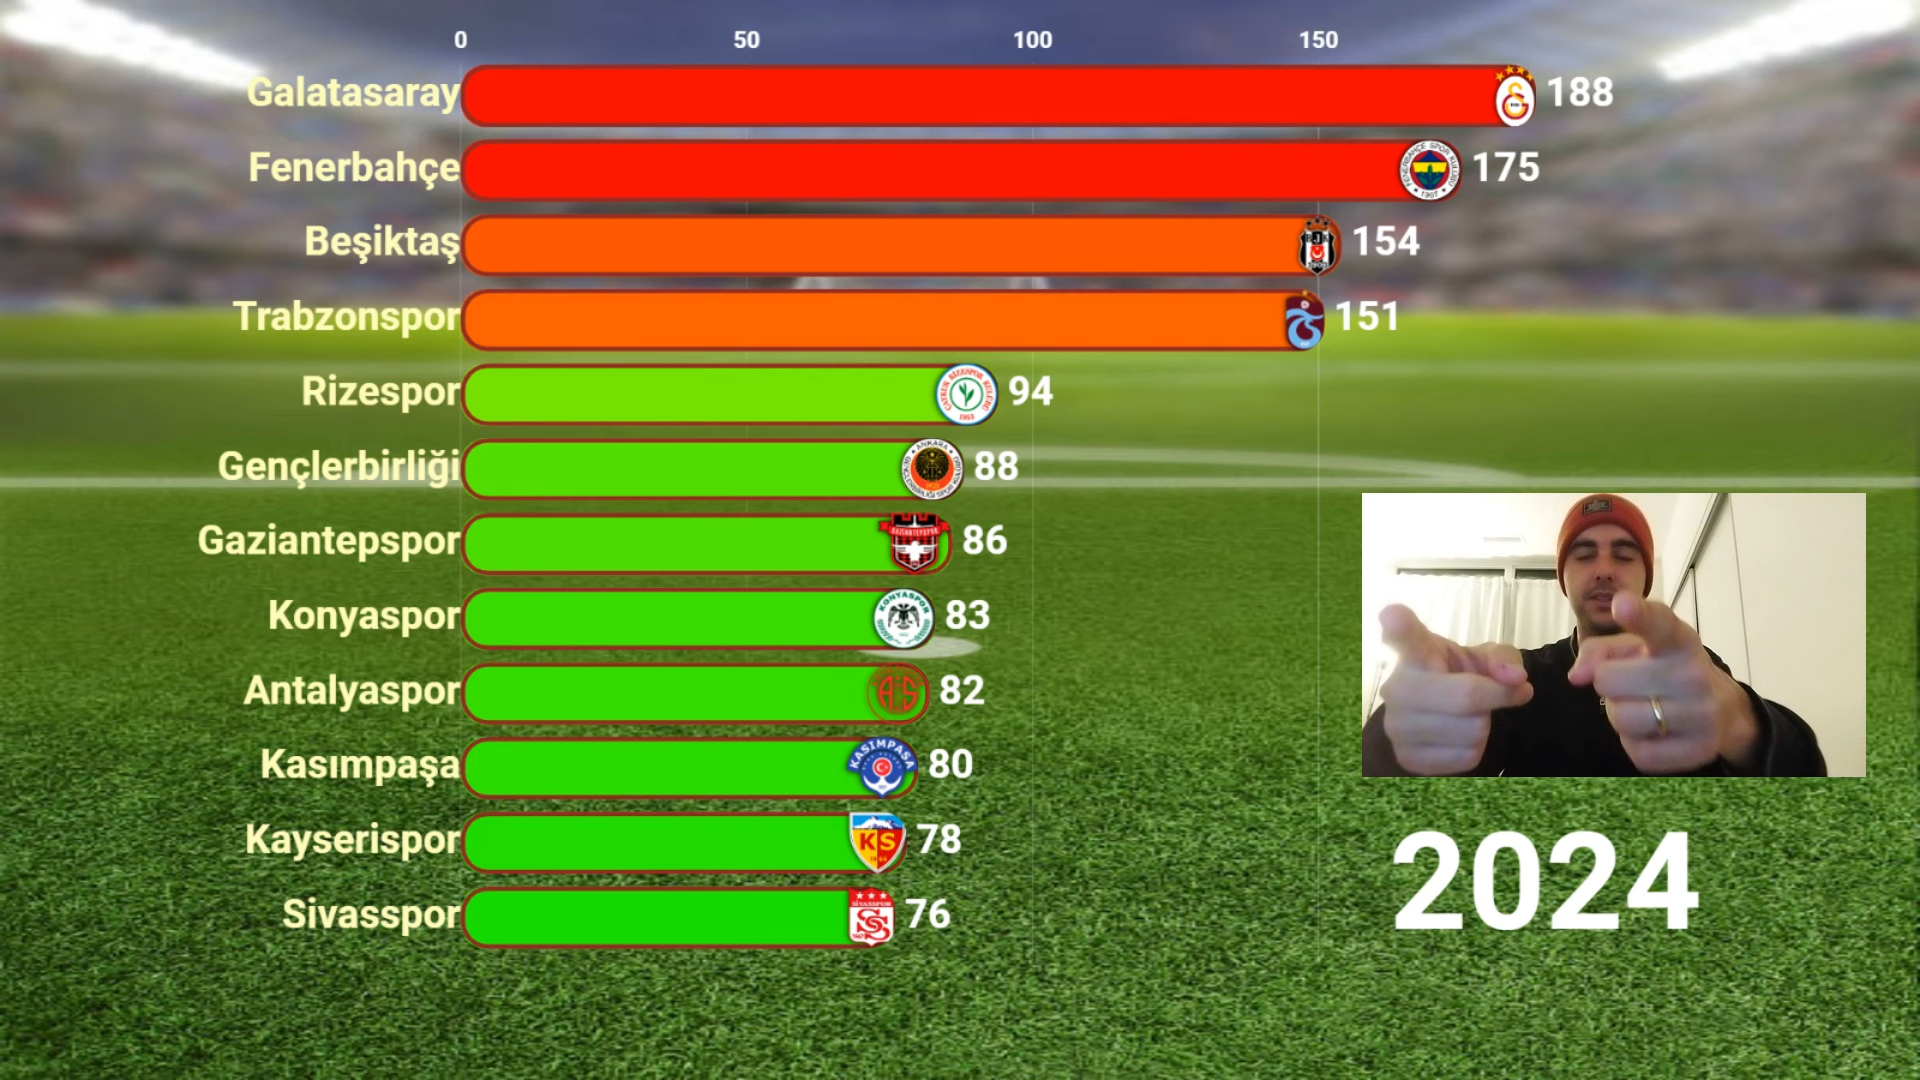 0 50 100 150
Galatasaray 188
Fenerbahçe 175
Beşiktaş 154
Trabzonspor 151
Rizespor 94
Gençlerbirliği 88
Gaziantepspor 86
Konyaspor 83
Antalyaspor 82
Kasımpaşa 80
Kayserispor 78
Sivasspor 76
2024